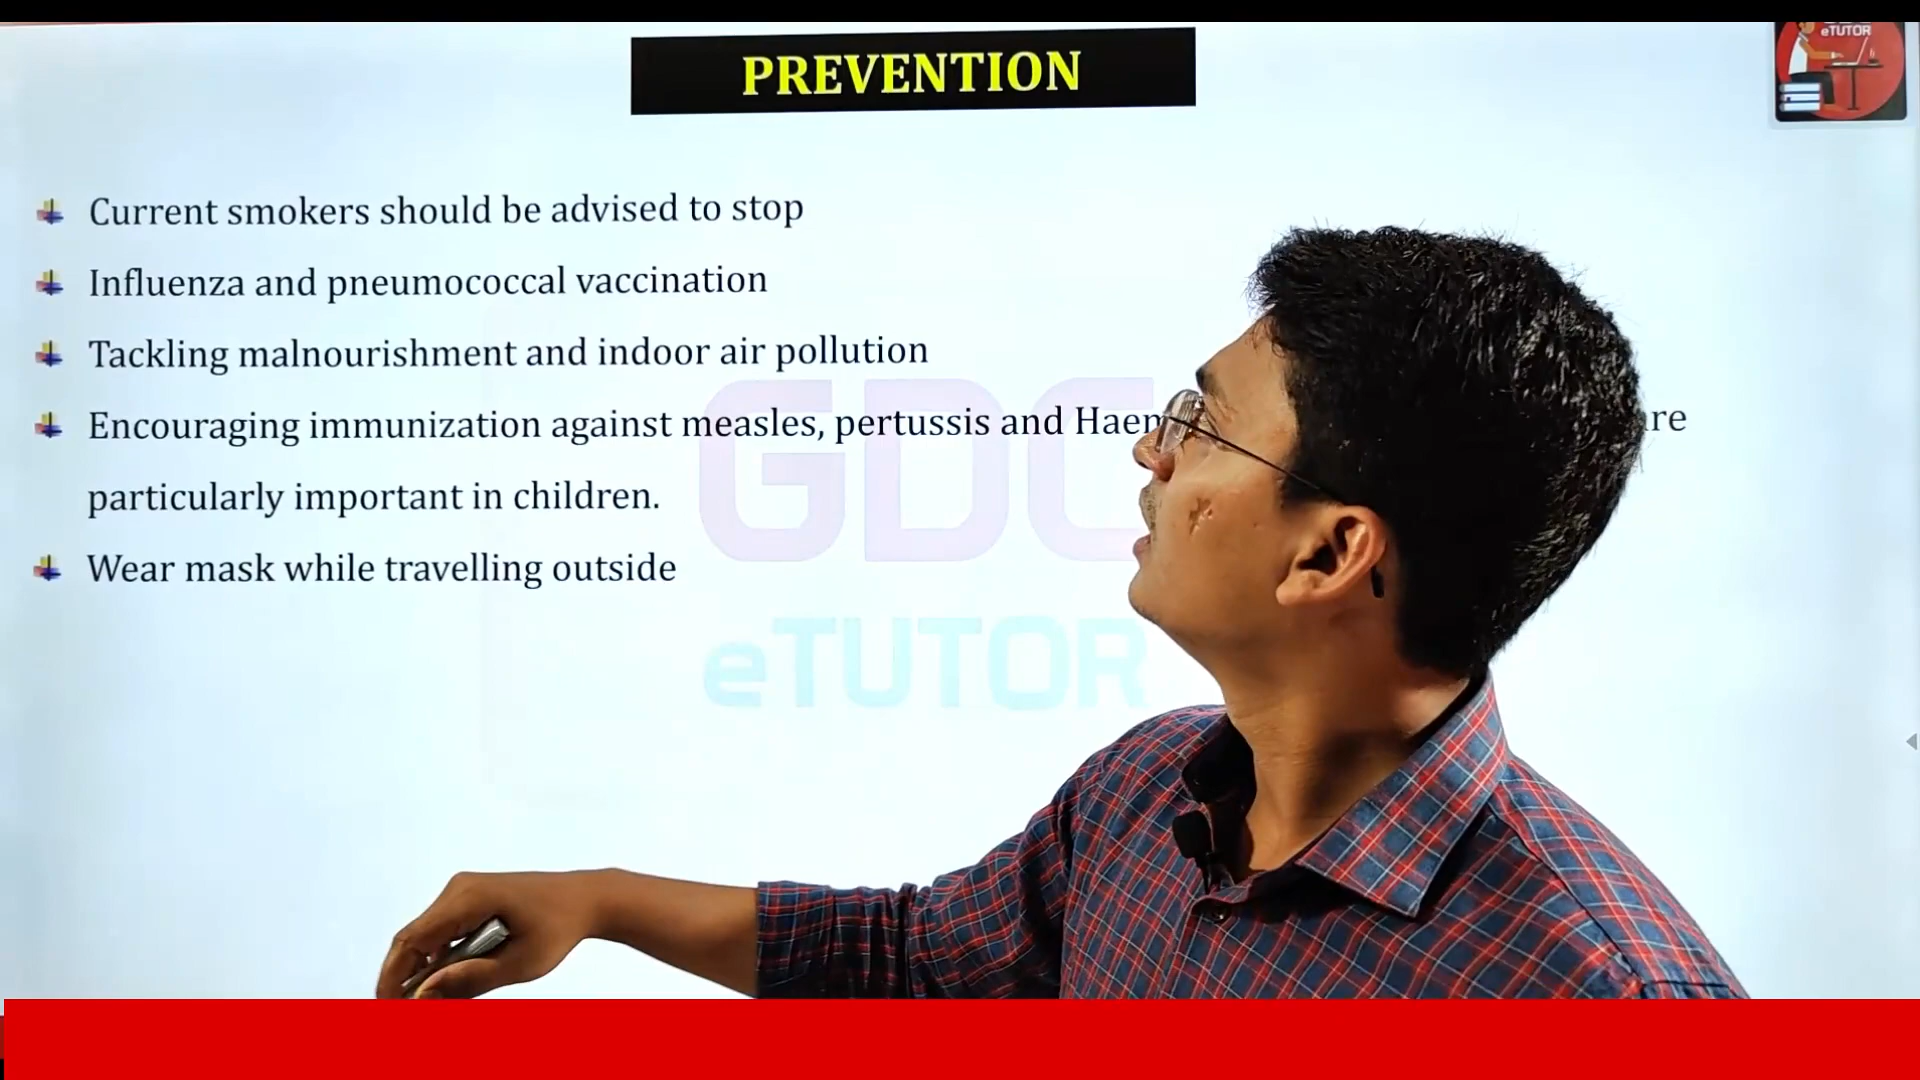 eTUTOR
PREVENTION
Current smokers should be advised to stop
Influenza and pneumococcal vaccination
Tackling malnourishment and indoor air pollution
Encouraging immunization against measles, pertussis and
particularly important in children.
Wear mask while travelling outside
GDC
eTUTOR